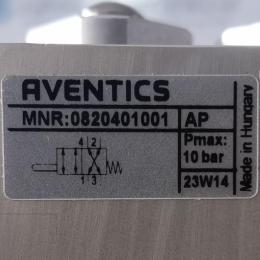 AVENTICS
MNR:0820401001
AP
Pmax:
10 bar
23W14
4 2
1 3
Made in Hungary